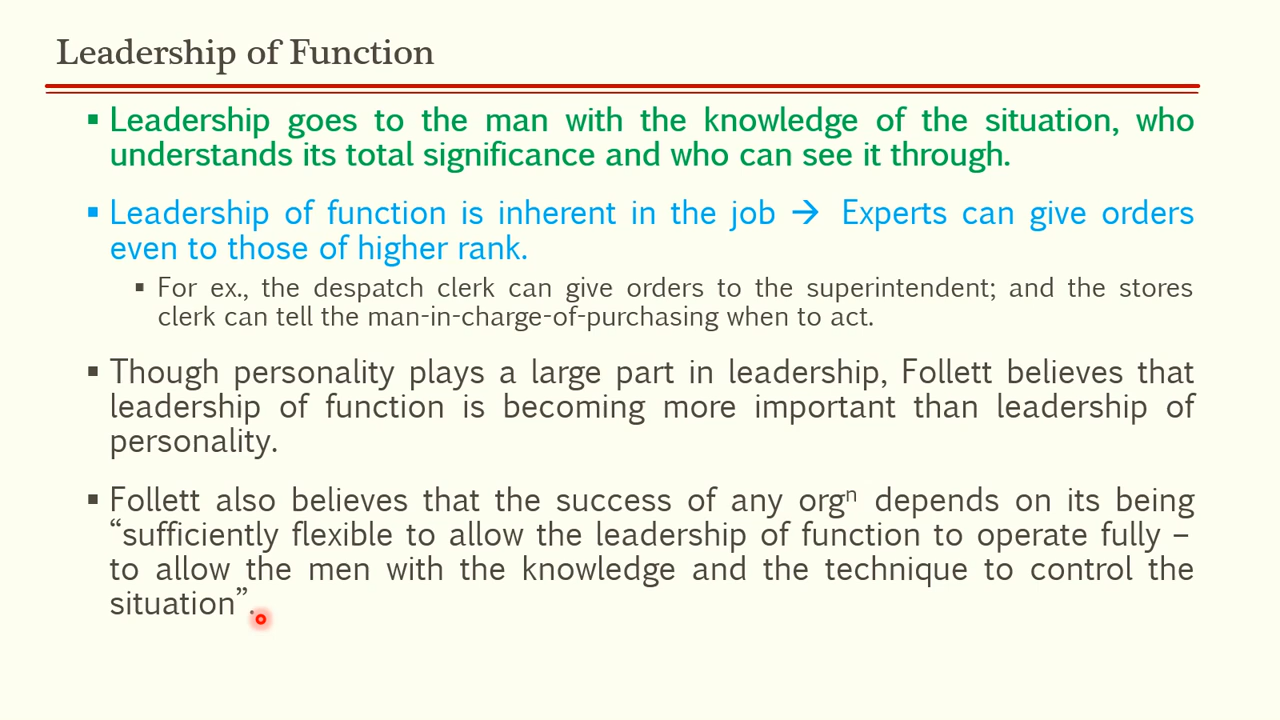 Leadership of Function
▪ Leadership goes to the man with the knowledge of the situation, who
understands its total significance and who can see it through.
▪ Leadership of function is inherent in the job → Experts can give orders
even to those of higher rank.
▪ For ex., the despatch clerk can give orders to the superintendent; and the stores
clerk can tell the man-in-charge-of-purchasing when to act.
▪ Though personality plays a large part in leadership, Follett believes that
leadership of function is becoming more important than leadership of
personality.
▪ Follett also believes that the success of any orgⁿ depends on its being
“sufficiently flexible to allow the leadership of function to operate fully –
to allow the men with the knowledge and the technique to control the
situation”.